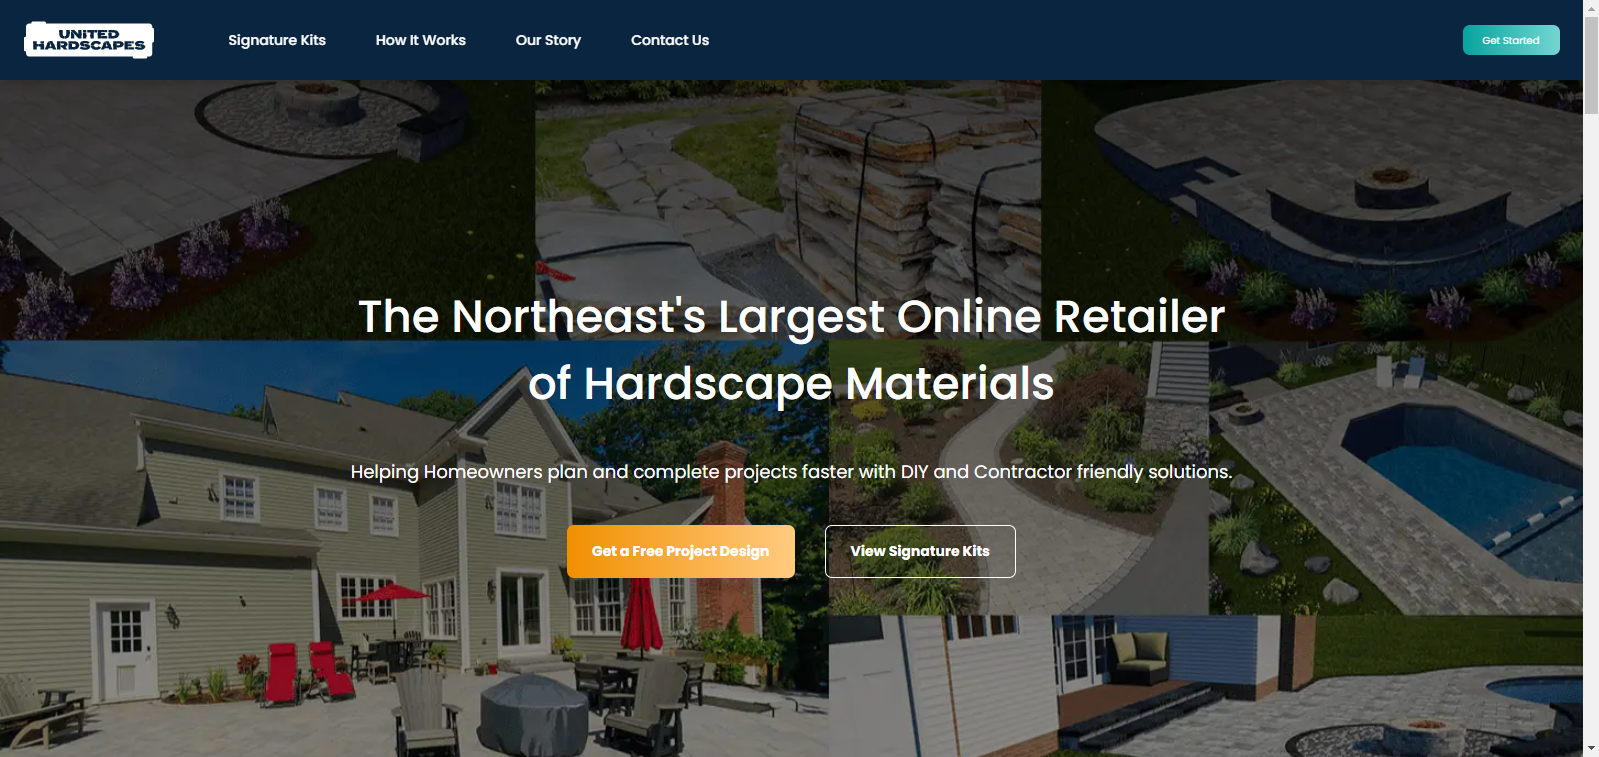 UNITED
HARDSCAPES
Signature Kits
How It Works
Our Story
Contact Us
Get Started
The Northeast's Largest Online Retailer
of Hardscape Materials
Helping Homeowners plan and complete projects faster with DIY and Contractor friendly solutions.
Get a Free Project Design
View Signature Kits